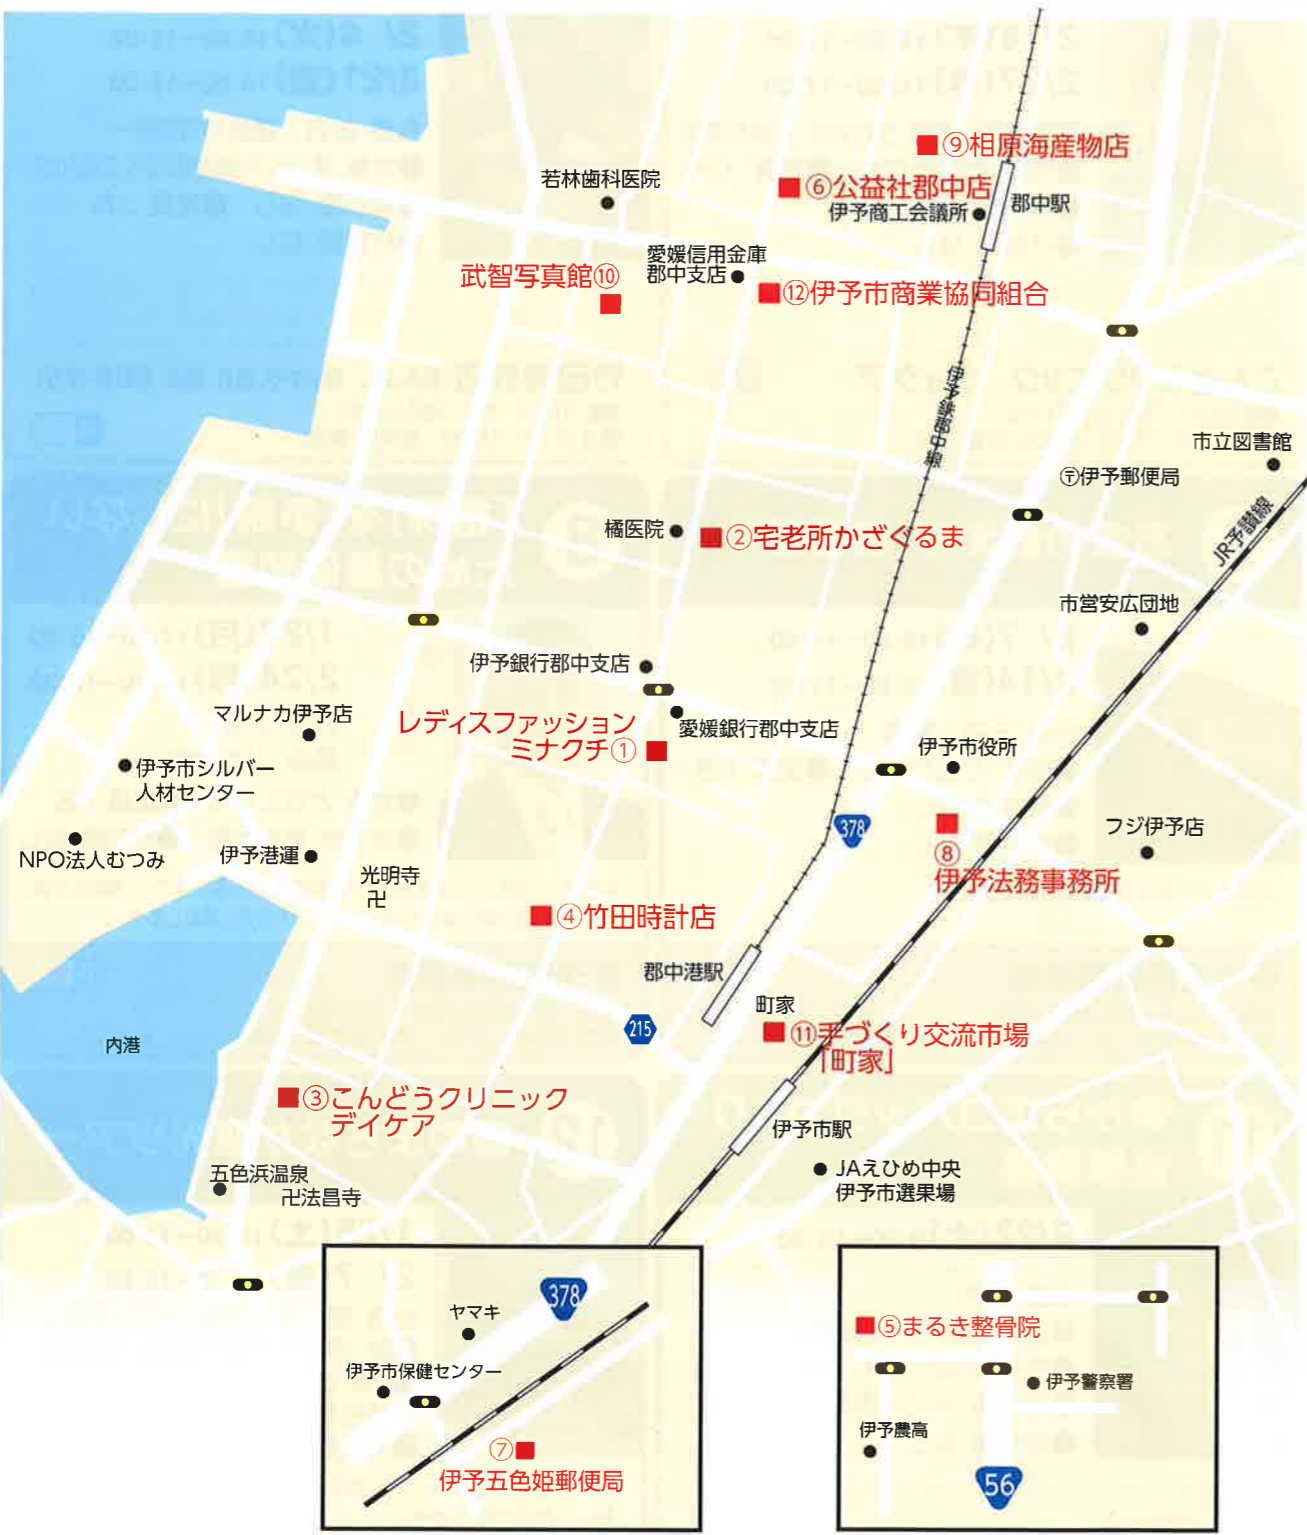 ⑨相原海産物店
若林歯科医院
⑥公益社郡中店
伊予商工会議所
郡中駅
愛媛信用金庫
郡中支店
武智写真館⑩
⑫伊予市商業協同組合
伊予鉄郡中線
市立図書館
〒伊予郵便局
JR予讃線
橘医院
②宅老所かざぐるま
市営安広団地
伊予銀行郡中支店
マルナカ伊予店
レディスファッション
ミナクチ①
愛媛銀行郡中支店
伊予市役所
伊予市シルバー
人材センター
378
フジ伊予店
NPO法人むつみ
伊予港運
⑧
伊予法務事務所
光明寺
卍
④竹田時計店
郡中港駅
町家
215
⑪手づくり交流市場
「町家」
内港
③こんどうクリニック
デイケア
伊予市駅
JAえひめ中央
伊予市選果場
五色浜温泉
卍法昌寺
378
ヤマキ
伊予市保健センター
⑦
伊予五色姫郵便局
⑤まるき整骨院
伊予警察署
伊予農高
56